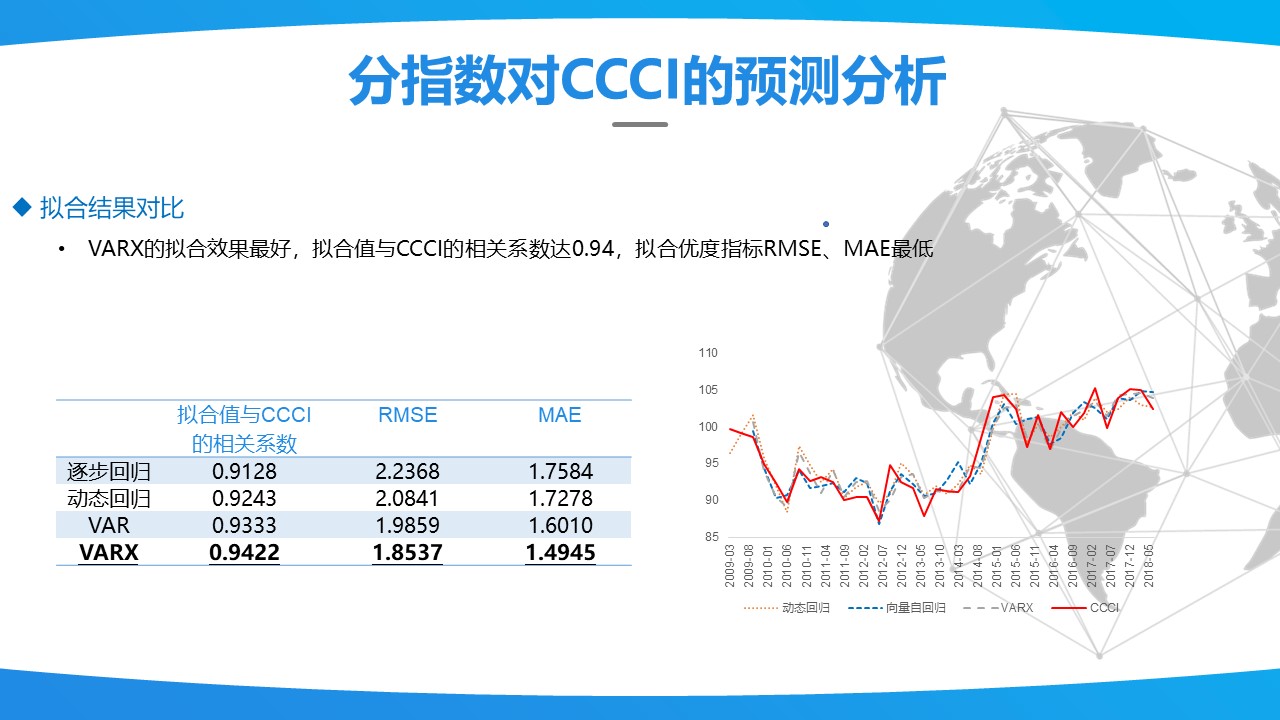 分指数对CCCI的预测分析
拟合结果对比
• VARX的拟合效果最好，拟合值与CCCI的相关系数达0.94，拟合优度指标RMSE、MAE最低
拟合值与CCCI RMSE MAE
的相关系数
逐步回归 0.9128 2.2368 1.7584
动态回归 0.9243 2.0841 1.7278
VAR 0.9333 1.9859 1.6010
VARX 0.9422 1.8537 1.4945
110
105
100
95
90
85
2009-03
2009-08
2010-01
2010-06
2010-11
2011-04
2011-09
2012-02
2012-07
2012-12
2013-05
2013-10
2014-03
2014-08
2015-01
2015-06
2015-11
2016-04
2016-09
2017-02
2017-07
2017-12
2018-05
动态回归 向量自回归 VARX CCCI